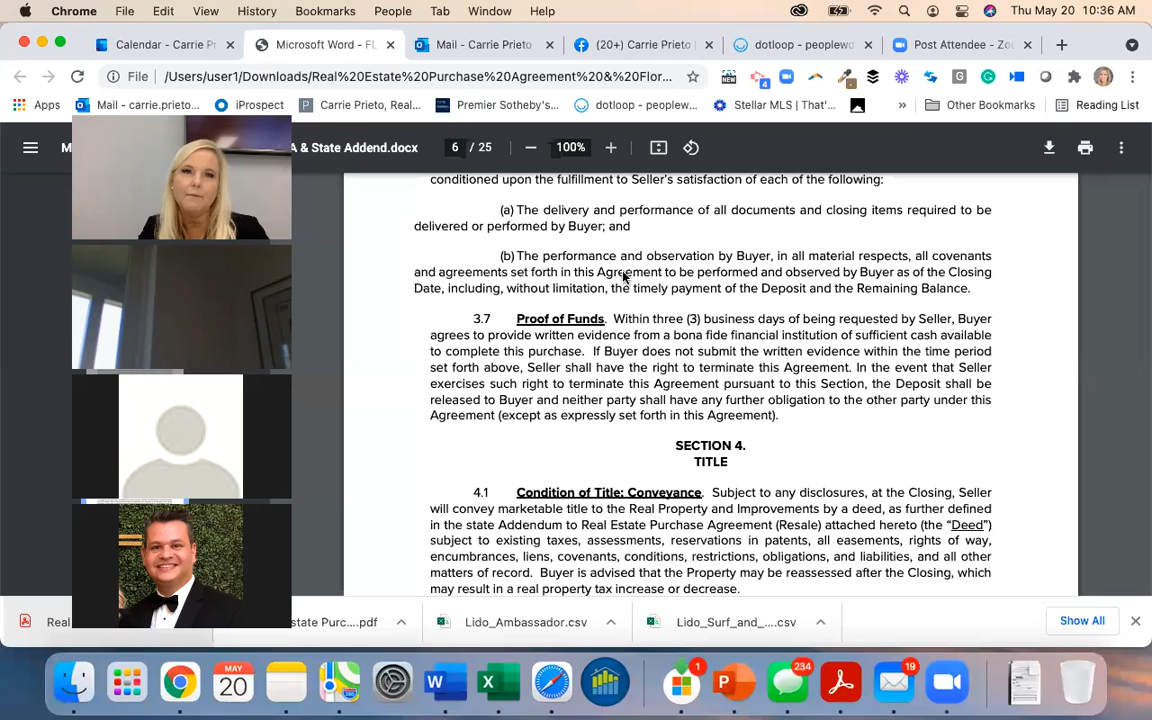 Chrome File Edit View History Bookmarks People Tab Window Help Thu May 20 10:36 AM
Calendar - Carrie P
Microsoft Word - FL
Mail - Carrie Prieto
(20+) Carrie Prieto
dotloop - peoplewo
Post Attendee - Zoo
File /Users/user1/Downloads/Real%20Estate%20Purchase%20Agreement%20&%20Flor...
NEW
4
G
Apps Mail - carrie.prieto... iProspect Carrie Prieto, Real... Premier Sotheby's... dotloop - peoplew... Stellar MLS | That'... » Other Bookmarks Reading List
M
A & State Addend.docx 6 / 25 100%
conditioned upon the fulfillment to Seller's satisfaction of each of the following:
(a) The delivery and performance of all documents and closing items required to be
delivered or performed by Buyer; and
(b) The performance and observation by Buyer, in all material respects, all covenants
and agreements set forth in this Agreement to be performed and observed by Buyer as of the Closing
Date, including, without limitation, the timely payment of the Deposit and the Remaining Balance.
3.7 Proof of Funds. Within three (3) business days of being requested by Seller, Buyer
agrees to provide written evidence from a bona fide financial institution of sufficient cash available
to complete this purchase. If Buyer does not submit the written evidence within the time period
set forth above, Seller shall have the right to terminate this Agreement. In the event that Seller
exercises such right to terminate this Agreement pursuant to this Section, the Deposit shall be
released to Buyer and neither party shall have any further obligation to the other party under this
Agreement (except as expressly set forth in this Agreement).
SECTION 4.
TITLE
4.1 Condition of Title; Conveyance. Subject to any disclosures, at the Closing, Seller
will convey marketable title to the Real Property and Improvements by a deed, as further defined
in the state Addendum to Real Estate Purchase Agreement (Resale) attached hereto (the “Deed”)
subject to existing taxes, assessments, reservations in patents, all easements, rights of way,
encumbrances, liens, covenants, conditions, restrictions, obligations, and liabilities, and all other
matters of record. Buyer is advised that the Property may be reassessed after the Closing, which
may result in a real property tax increase or decrease.
Real
state Purc....pdf
Lido_Ambassador.csv
Lido_Surf_and_....csv
Show All
MAY
20
W
X
1
P
234
19